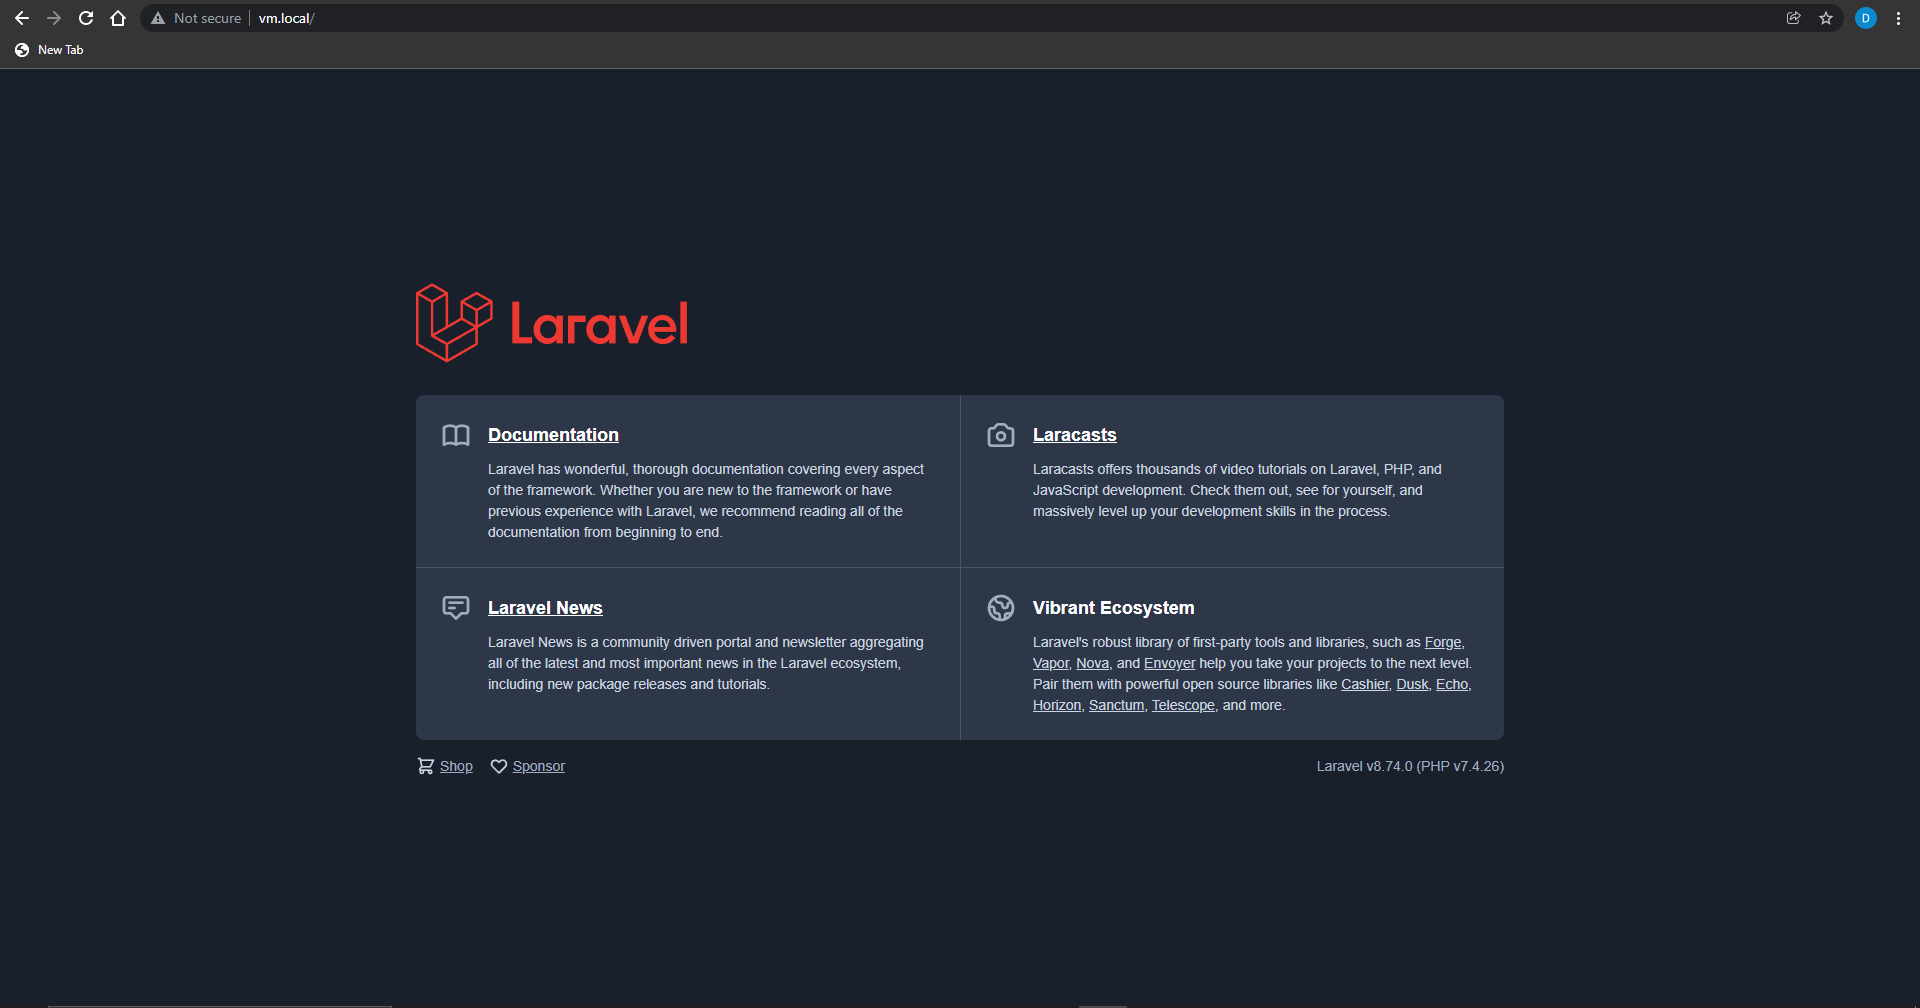 Not secure
vm.local/
D
New Tab
Laravel
Documentation
Laravel has wonderful, thorough documentation covering every aspect
of the framework. Whether you are new to the framework or have
previous experience with Laravel, we recommend reading all of the
documentation from beginning to end.
Laracasts
Laracasts offers thousands of video tutorials on Laravel, PHP, and
JavaScript development. Check them out, see for yourself, and
massively level up your development skills in the process.
Laravel News
Laravel News is a community driven portal and newsletter aggregating
all of the latest and most important news in the Laravel ecosystem,
including new package releases and tutorials.
Vibrant Ecosystem
Laravel's robust library of first-party tools and libraries, such as Forge,
Vapor, Nova, and Envoyer help you take your projects to the next level.
Pair them with powerful open source libraries like Cashier, Dusk, Echo,
Horizon, Sanctum, Telescope, and more.
Shop
Sponsor
Laravel v8.74.0 (PHP v7.4.26)